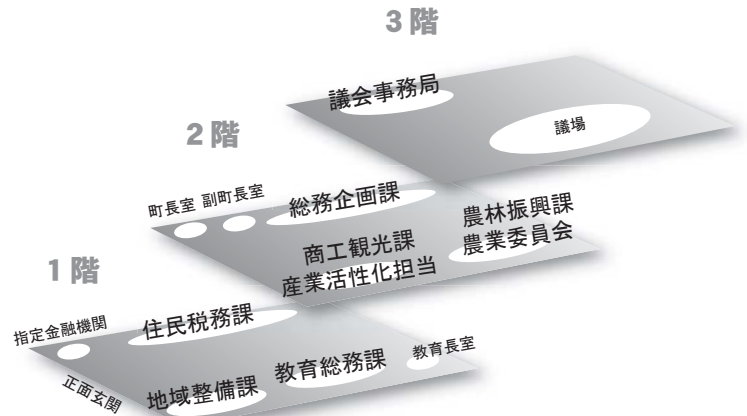 3階
議会事務局
議場
2階
町長室
副町長室
総務企画課
商工観光課
産業活性化担当
農林振興課
農業委員会
1階
指定金融機関
住民税務課
正面玄関
地域整備課
教育総務課
教育長室